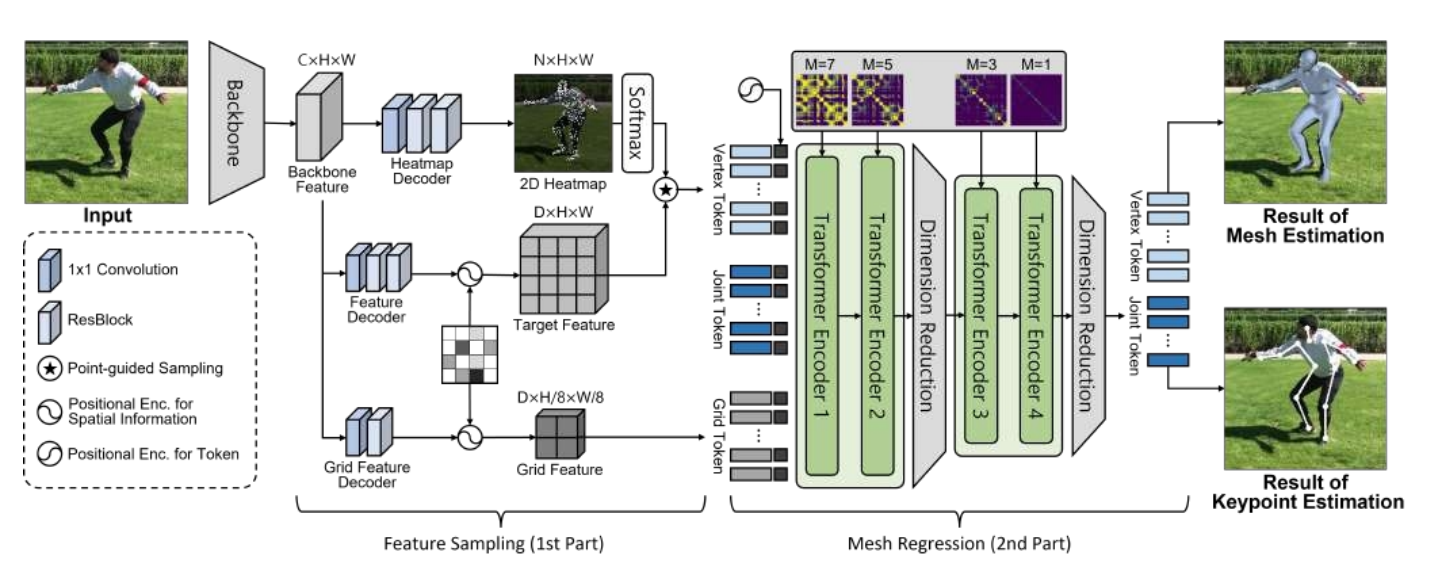 Input
Backbone
C×H×W
Backbone
Feature
Heatmap
Decoder
N×H×W
2D Heatmap
Softmax
Feature
Decoder
D×H×W
Target Feature
Grid Feature
Decoder
D×H/8×W/8
Grid Feature
1x1 Convolution
ResBlock
Point-guided Sampling
Positional Enc. for
Spatial Information
Positional Enc. for Token
Feature Sampling (1st Part)
M=7
M=5
M=3
M=1
Vertex Token
Joint Token
Grid Token
Transformer Encoder 1
Transformer Encoder 2
Dimension Reduction
Transformer Encoder 3
Transformer Encoder 4
Dimension Reduction
Vertex Token
Joint Token
Mesh Regression (2nd Part)
Result of
Mesh Estimation
Result of
Keypoint Estimation